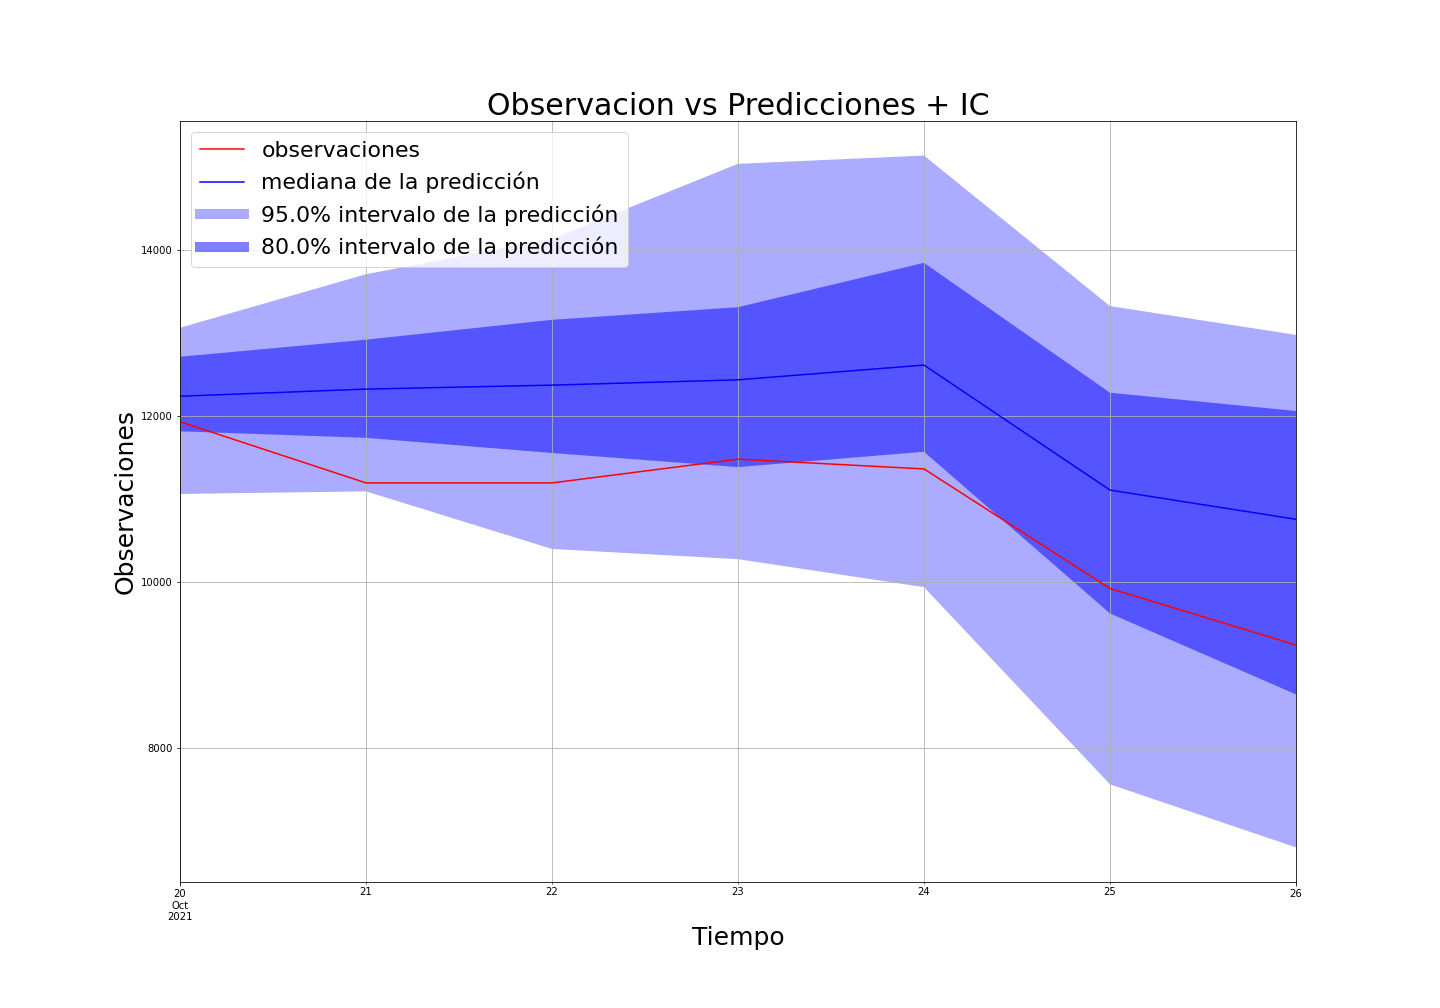 Observacion vs Predicciones + IC
observaciones
mediana de la predicción
95.0% intervalo de la predicción
80.0% intervalo de la predicción
Observaciones
14000
12000
10000
8000
20 21 22 23 24 25 26
Oct
2021
Tiempo